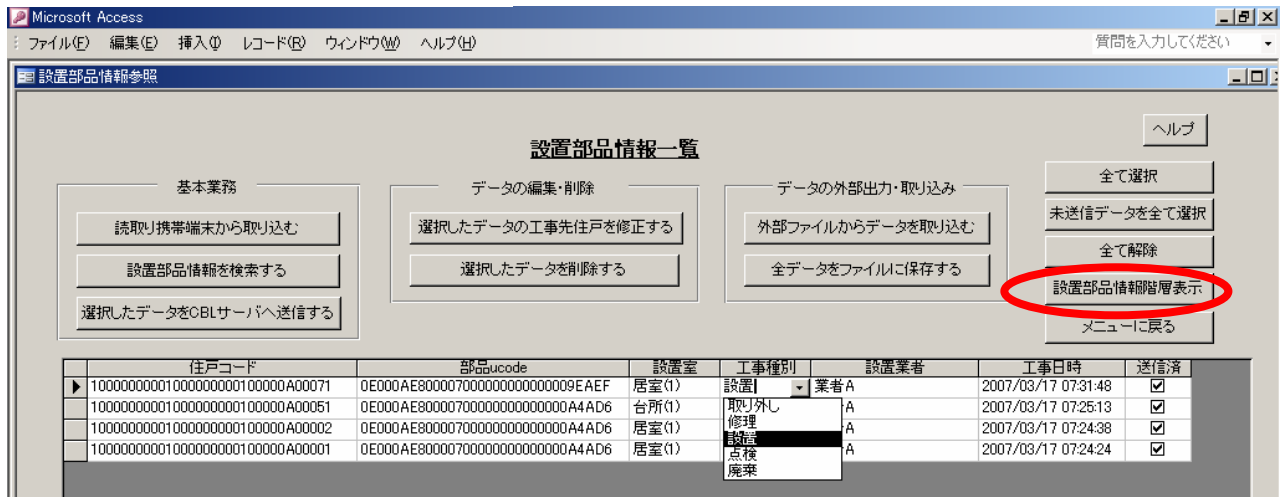 Microsoft Access
ファイル(F) 編集(E) 挿入(I) レコード(R) ウィンドウ(W) ヘルプ(H) 質問を入力してください
設置部品情報参照
ヘルプ
設置部品情報一覧
基本業務 データの編集・削除 データの外部出力・取り込み 全て選択
読取り携帯端末から取り込む 選択したデータの工事先住戸を修正する 外部ファイルからデータを取り込む 未送信データを全て選択
設置部品情報を検索する 選択したデータを削除する 全データをファイルに保存する 全て解除
設置部品情報階層表示
選択したデータをCBLサーバへ送信する メニューに戻る
住戸コード 部品ucode 設置室 工事種別 設置業者 工事日時 送信済
10000000001000000000100000A00071 0E000AE80000700000000000009EAEF 居室(1) 設置 業者A 2007/03/17 07:31:48
10000000001000000000100000A00051 0E000AE8000070000000000000A4AD6 台所(1) A 2007/03/17 07:25:13
10000000001000000000100000A00002 0E000AE8000070000000000000A4AD6 居室(1) A 2007/03/17 07:24:38
10000000001000000000100000A00001 0E000AE8000070000000000000A4AD6 居室(1) A 2007/03/17 07:24:24
取り外し
修理
設置
点検
廃棄